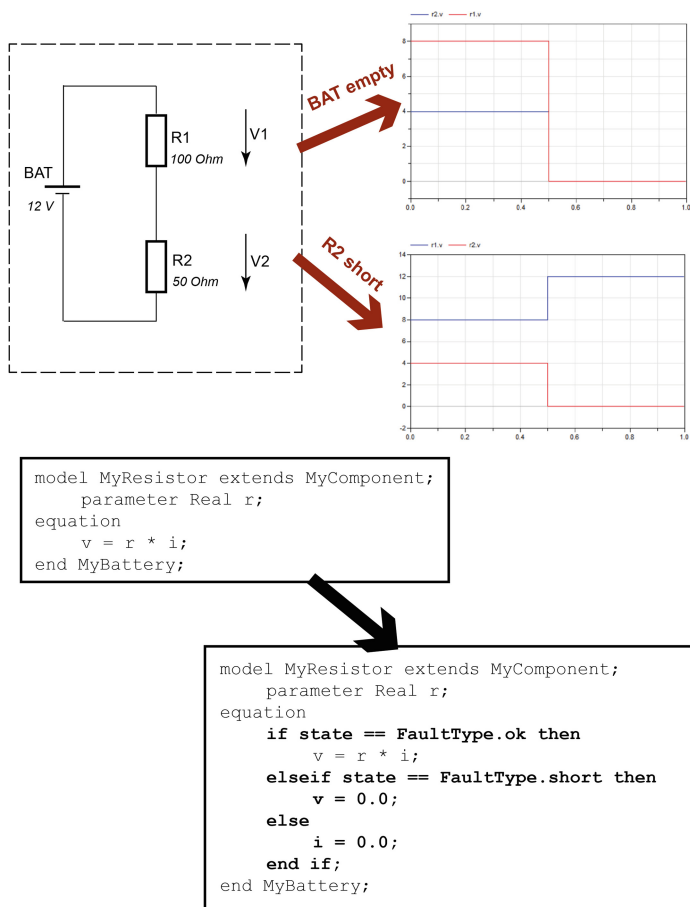 BAT
12 V
R1
100 Ohm
V1
R2
50 Ohm
V2
BAT empty
R2 short
r2.v r1.v
8
6
4
2
0
0.0 0.2 0.4 0.6 0.8 1.0
r1.v r2.v
14
12
10
8
6
4
2
0
-2
0.0 0.2 0.4 0.6 0.8 1.0
model MyResistor extends MyComponent;
parameter Real r;
equation
v = r * i;
end MyBattery;
model MyResistor extends MyComponent;
parameter Real r;
equation
if state == FaultType.ok then
v = r * i;
elseif state == FaultType.short then
v = 0.0;
else
i = 0.0;
end if;
end MyBattery;